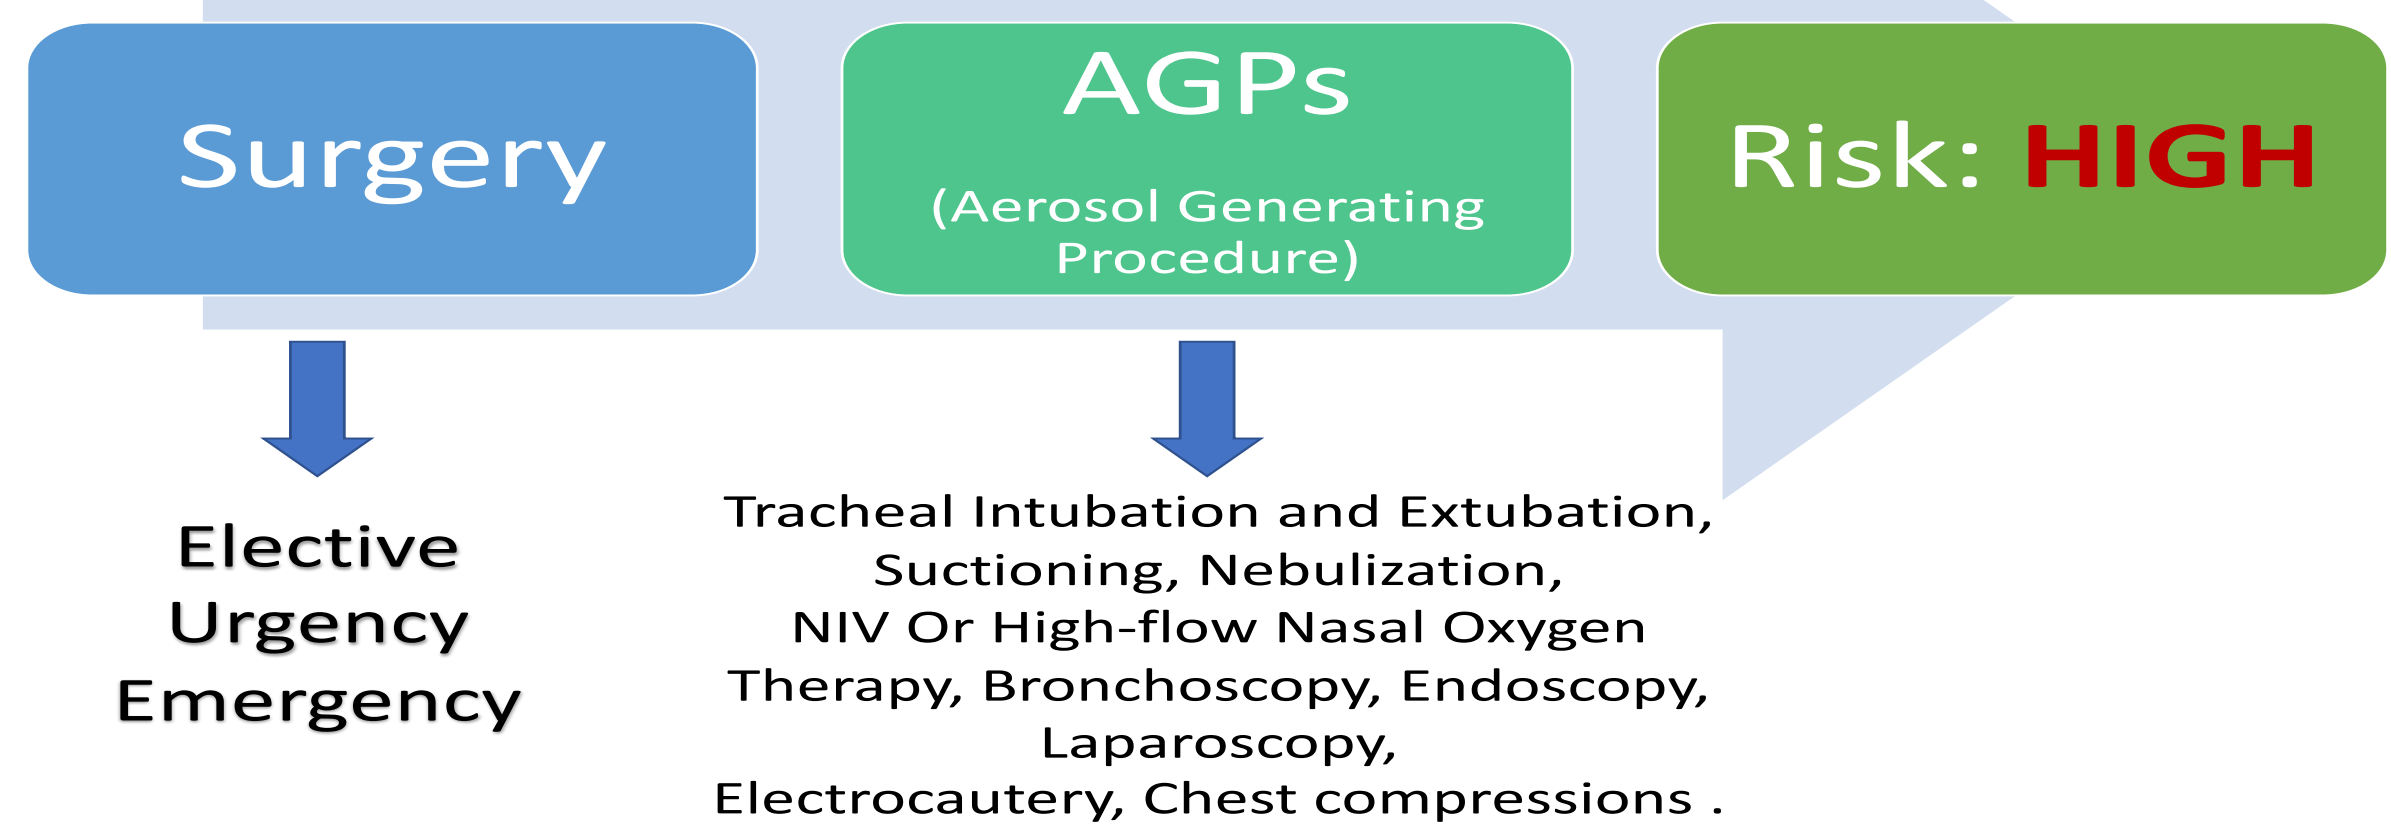 Surgery
AGPs
(Aerosol Generating
Procedure)
Risk: HIGH
Elective
Urgency
Emergency
Tracheal Intubation and Extubation,
Suctioning, Nebulization,
NIV Or High-flow Nasal Oxygen
Therapy, Bronchoscopy, Endoscopy,
Laparoscopy,
Electrocautery, Chest compressions .